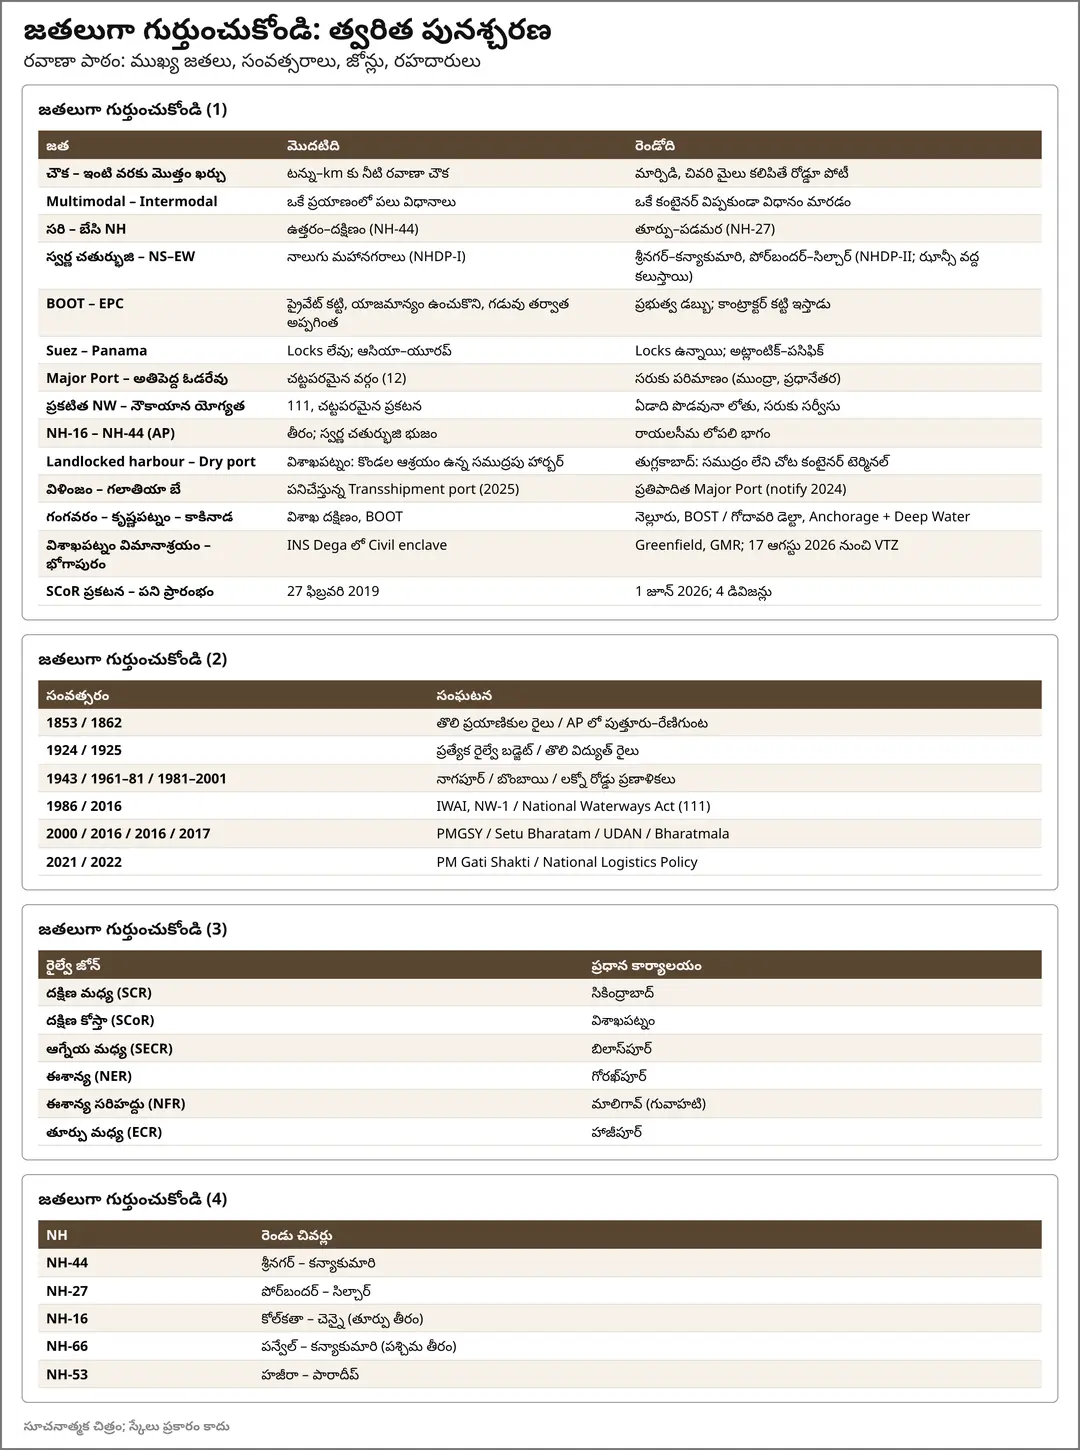 జతలుగా గుర్తుంచుకోండి: త్వరిత పునశ్చరణ
రవాణా పాఠం: ముఖ్య జతలు, సంవత్సరాలు, జోన్లు, రహదారులు
జతలుగా గుర్తుంచుకోండి (1)
జత మొదటిది రెండోది
చౌక – ఇంటి వరకు మొత్తం ఖర్చు టన్ను–km కు నీటి రవాణా చౌక మార్పిడి, చివరి మైలు కలిపితే రోడ్డూ పోటీ
Multimodal – Intermodal ఒకే ప్రయాణంలో పలు విధానాలు ఒకే కంటైనర్ విప్పకుండా విధానం మారడం
సరి – బేసి NH ఉత్తరం–దక్షిణం (NH-44) తూర్పు–పడమర (NH-27)
స్వర్ణ చతుర్భుజి – NS–EW నాలుగు మహానగరాలు (NHDP-I) శ్రీనగర్–కన్యాకుమారి, పోర్‌బందర్–సిల్చార్ (NHDP-II; ఝాన్సీ వద్ద
కలుస్తాయి)
BOOT – EPC ప్రైవేట్ కట్టి, యాజమాన్యం ఉంచుకొని, గడువు తర్వాత ప్రభుత్వ డబ్బు; కాంట్రాక్టర్ కట్టి ఇస్తాడు
అప్పగింత
Suez – Panama Locks లేవు; ఆసియా–యూరప్ Locks ఉన్నాయి; అట్లాంటిక్–పసిఫిక్
Major Port – అతిపెద్ద ఓడరేవు చట్టపరమైన వర్గం (12) సరుకు పరిమాణం (ముంద్రా, ప్రధానేతర)
ప్రకటిత NW – నౌకాయాన యోగ్యత 111, చట్టపరమైన ప్రకటన ఏడాది పొడవునా లోతు, సరుకు సర్వీసు
NH-16 – NH-44 (AP) తీరం; స్వర్ణ చతుర్భుజి భుజం రాయలసీమ లోపలి భాగం
Landlocked harbour – Dry port విశాఖపట్నం: కొండల ఆశ్రయం ఉన్న సముద్రపు హార్బర్ తుగ్లకాబాద్: సముద్రం లేని చోట కంటైనర్ టెర్మినల్
విళింజం – గలాతియా బే పనిచేస్తున్న Transshipment port (2025) ప్రతిపాదిత Major Port (notify 2024)
గంగవరం – కృష్ణపట్నం – కాకినాడ విశాఖ దక్షిణం, BOOT నెల్లూరు, BOST / గోదావరి డెల్టా, Anchorage + Deep Water
విశాఖపట్నం విమానాశ్రయం – INS Dega లో Civil enclave Greenfield, GMR; 17 ఆగస్టు 2026 నుంచి VTZ
భోగాపురం
SCoR ప్రకటన – పని ప్రారంభం 27 ఫిబ్రవరి 2019 1 జూన్ 2026; 4 డివిజన్లు
జతలుగా గుర్తుంచుకోండి (2)
సంవత్సరం సంఘటన
1853 / 1862 తొలి ప్రయాణికుల రైలు / AP లో పుత్తూరు–రేణిగుంట
1924 / 1925 ప్రత్యేక రైల్వే బడ్జెట్ / తొలి విద్యుత్ రైలు
1943 / 1961–81 / 1981–2001 నాగపూర్ / బొంబాయి / లక్నో రోడ్డు ప్రణాళికలు
1986 / 2016 IWAI, NW-1 / National Waterways Act (111)
2000 / 2016 / 2016 / 2017 PMGSY / Setu Bharatam / UDAN / Bharatmala
2021 / 2022 PM Gati Shakti / National Logistics Policy
జతలుగా గుర్తుంచుకోండి (3)
రైల్వే జోన్ ప్రధాన కార్యాలయం
దక్షిణ మధ్య (SCR) సికింద్రాబాద్
దక్షిణ కోస్తా (SCoR) విశాఖపట్నం
ఆగ్నేయ మధ్య (SECR) బిలాస్‌పూర్
ఈశాన్య (NER) గోరఖ్‌పూర్
ఈశాన్య సరిహద్దు (NFR) మాలిగావ్ (గువాహటి)
తూర్పు మధ్య (ECR) హాజీపూర్
జతలుగా గుర్తుంచుకోండి (4)
NH రెండు చివర్లు
NH-44 శ్రీనగర్ – కన్యాకుమారి
NH-27 పోర్‌బందర్ – సిల్చార్
NH-16 కోల్‌కతా – చెన్నై (తూర్పు తీరం)
NH-66 పన్వేల్ – కన్యాకుమారి (పశ్చిమ తీరం)
NH-53 హజీరా – పారాదీప్
సూచనాత్మక చిత్రం; స్కేలు ప్రకారం కాదు